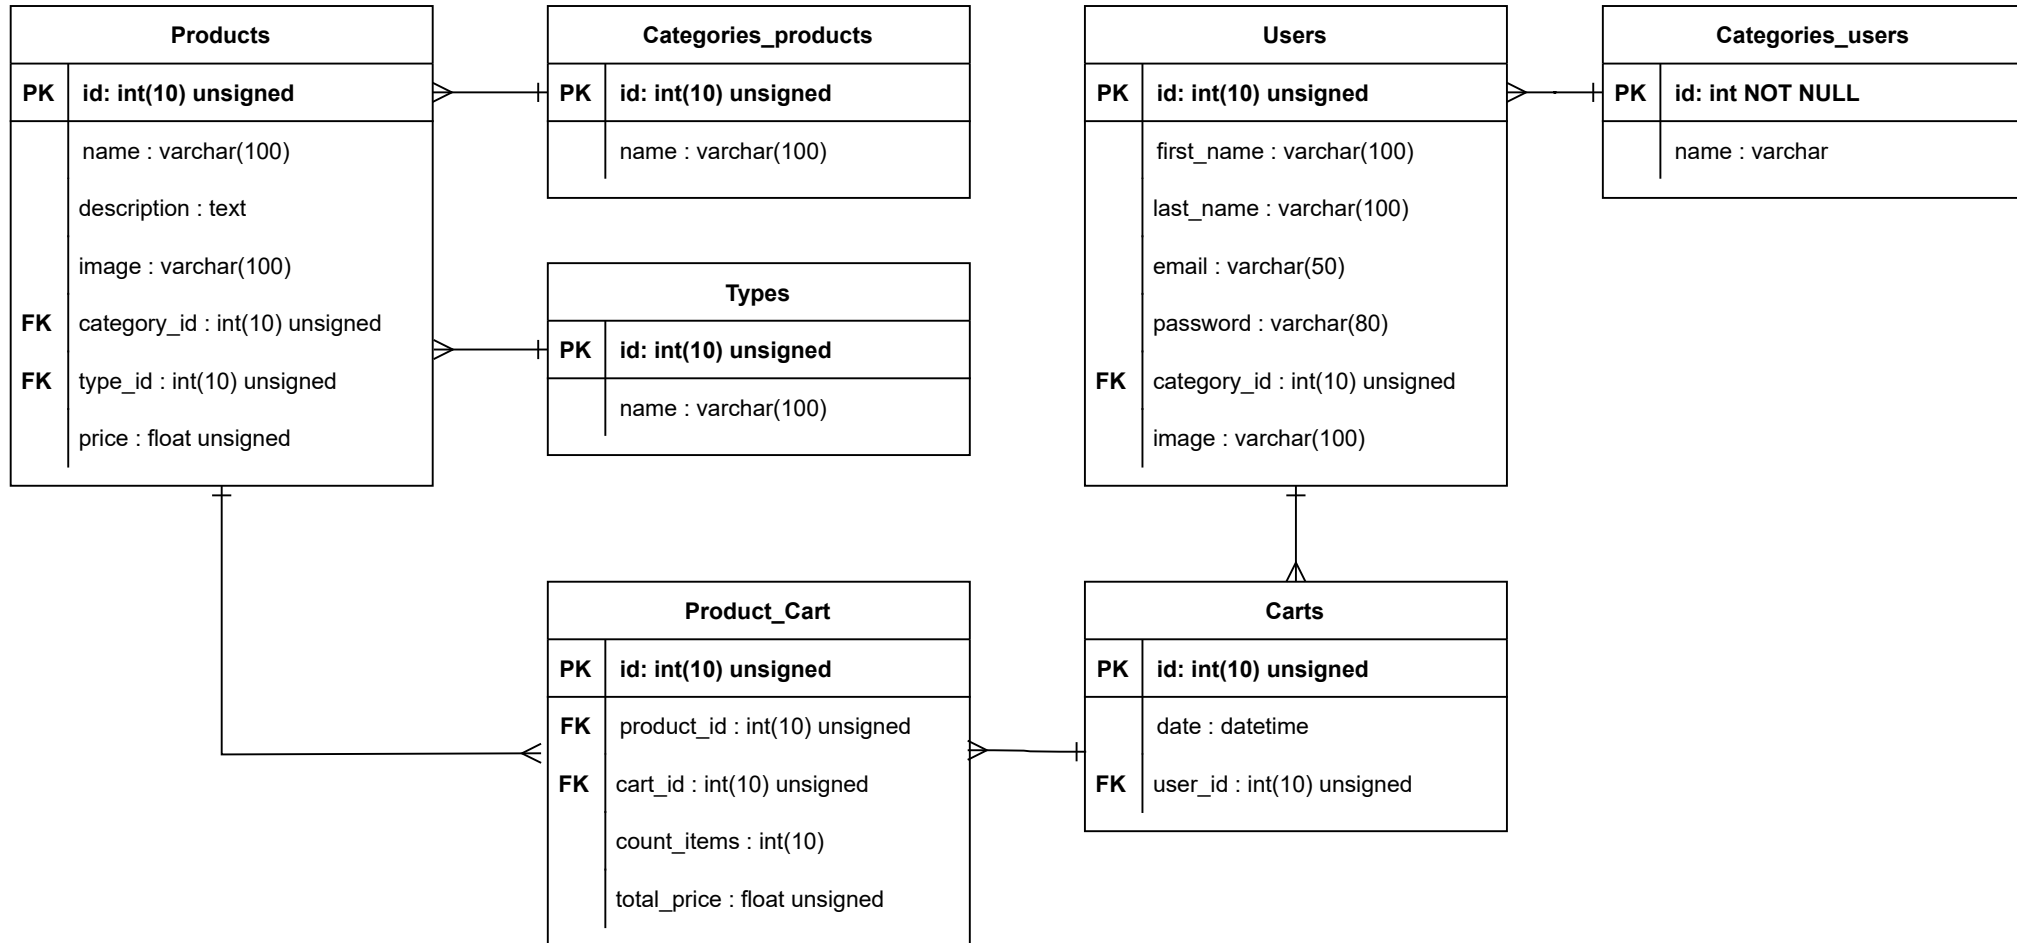 Products
PK id: int(10) unsigned
name : varchar(100)
description : text
image : varchar(100)
FK category_id : int(10) unsigned
FK type_id : int(10) unsigned
price : float unsigned
Categories_products
PK id: int(10) unsigned
name : varchar(100)
Types
PK id: int(10) unsigned
name : varchar(100)
Users
PK id: int(10) unsigned
first_name : varchar(100)
last_name : varchar(100)
email : varchar(50)
password : varchar(80)
FK category_id : int(10) unsigned
image : varchar(100)
Categories_users
PK id: int NOT NULL
name : varchar
Product_Cart
PK id: int(10) unsigned
FK product_id : int(10) unsigned
FK cart_id : int(10) unsigned
count_items : int(10)
total_price : float unsigned
Carts
PK id: int(10) unsigned
date : datetime
FK user_id : int(10) unsigned